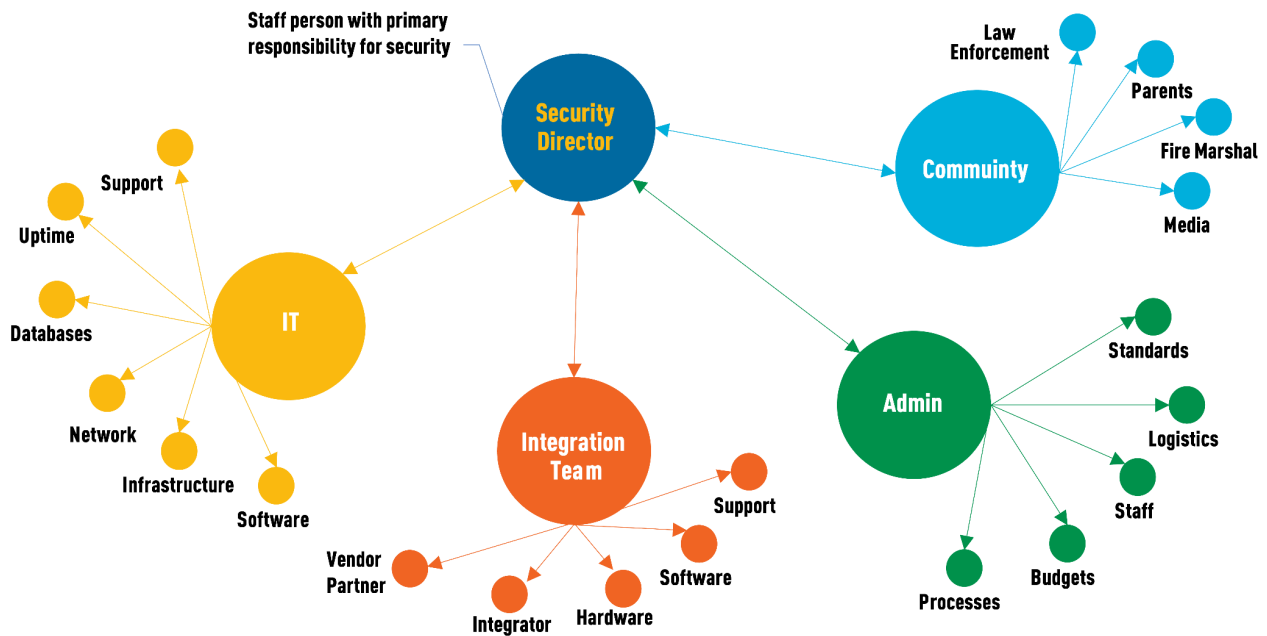 Staff person with primary
responsibility for security
Security
Director
Law
Enforcement
Parents
Fire Marshal
Media
Commuinty
Support
Uptime
Databases
Network
Infrastructure
Software
IT
Integration
Team
Support
Software
Hardware
Integrator
Vendor
Partner
Admin
Standards
Logistics
Staff
Budgets
Processes